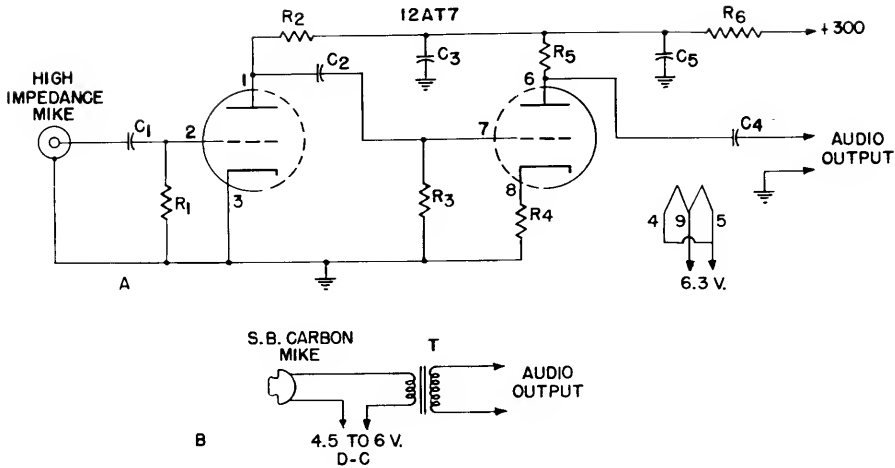 12AT7
R2
R6
+300
C2
C3
R5
C5
1
6
HIGH
IMPEDANCE
MIKE
C1
2
7
C4
AUDIO
OUTPUT
3
8
R1
R3
R4
4
9
5
6.3 V.
A
S.B. CARBON
MIKE
T
AUDIO
OUTPUT
B
4.5 TO 6 V.
D-C